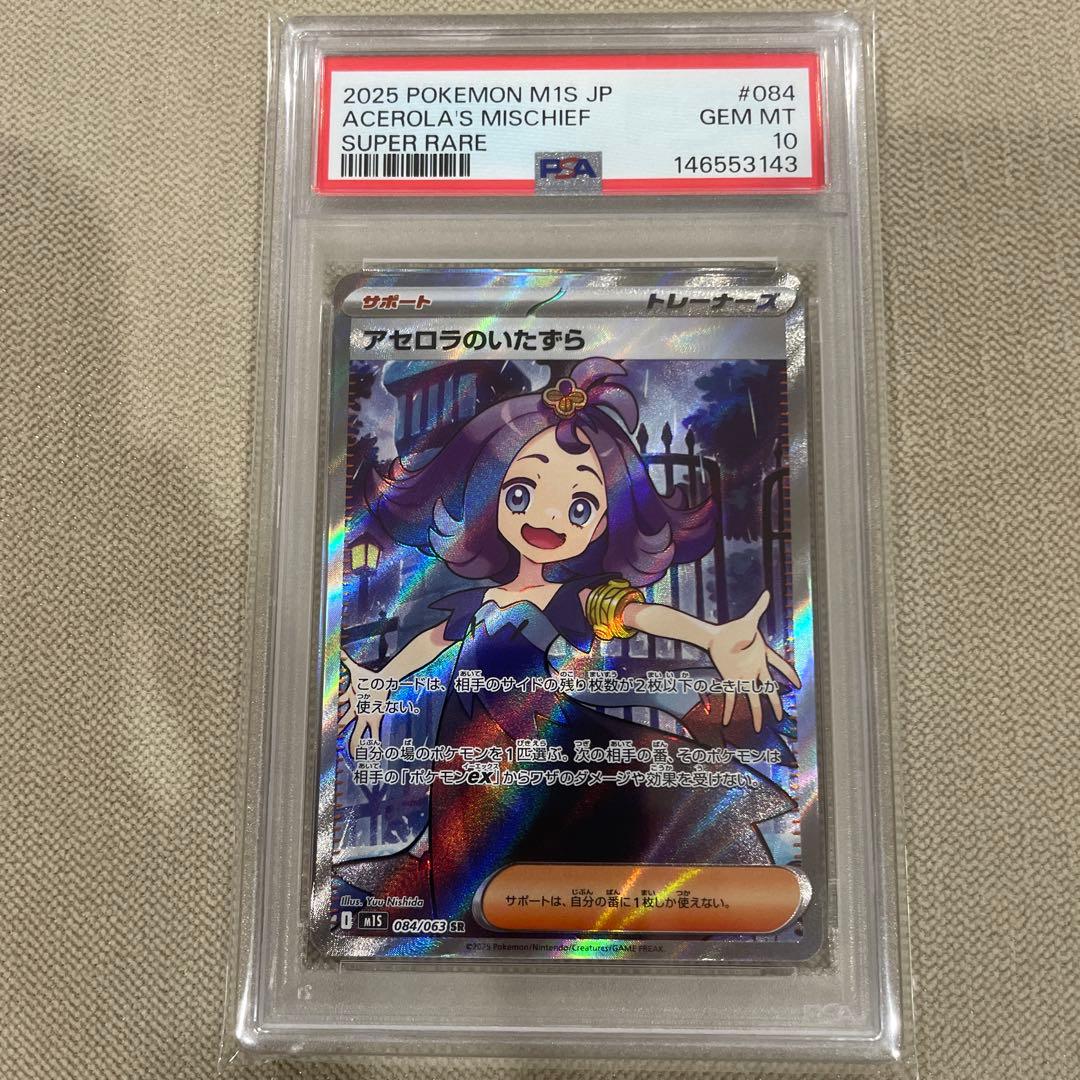 2025 POKEMON M1S JP #084
ACEROLA'S MISCHIEF GEM MT
SUPER RARE 10
PSA 146553143
サポート トレーナーズ
アセロラのいたずら
このカードは、相手のサイドの残り枚数が2枚以下のときにしか
使えない。
自分の場のポケモンを1匹選ぶ。次の相手の番、そのポケモンは
相手の「ポケモンex」からワザのダメージや効果を受けない。
サポートは、自分の番に1枚しか使えない。
Illus. Yuu Nishida
m1S 084/063 SR
©2025 Pokémon/Nintendo/Creatures/GAME FREAK.